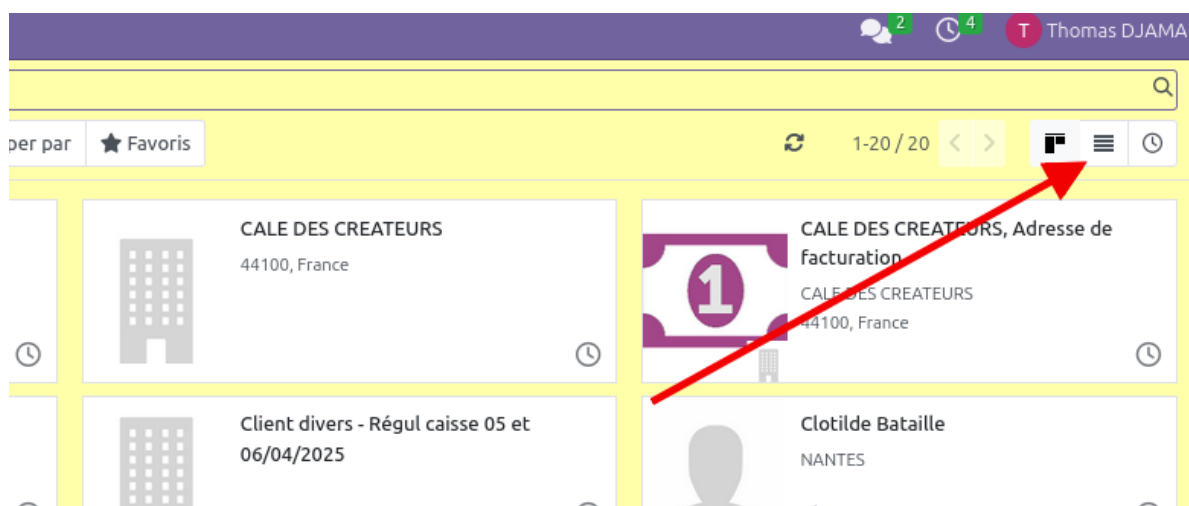 2 4 T Thomas DJAMA
per par Favoris 1-20 / 20
CALE DES CREATEURS
44100, France
1
CALE DES CREATEURS, Adresse de
facturation
CALE DES CREATEURS
44100, France
Client divers - Régul caisse 05 et
06/04/2025
Clotilde Bataille
NANTES